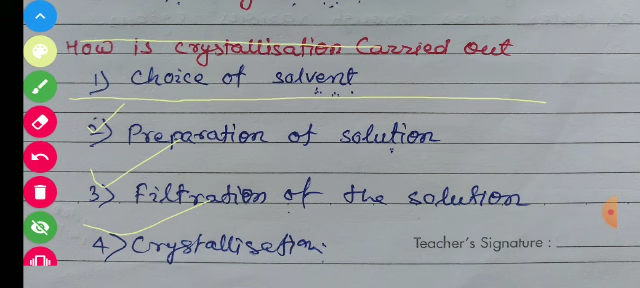 How is crystallisation Carried out
1) Choice of solvent
2) Preparation of solution
3) Filtration of the solution
4) Crystallisation.
Teacher's Signature :